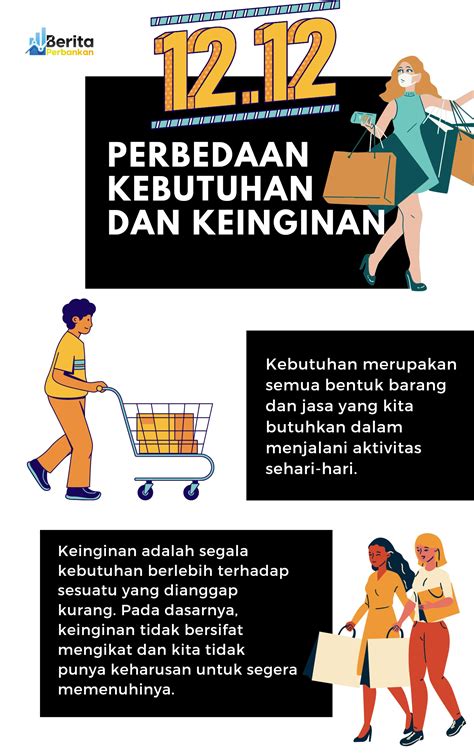 Berita
Perbankan
12.12
PERBEDAAN
KEBUTUHAN
DAN KEINGINAN
Kebutuhan merupakan
semua bentuk barang
dan jasa yang kita
butuhkan dalam
menjalani aktivitas
sehari-hari.
Keinginan adalah segala
kebutuhan berlebih terhadap
sesuatu yang dianggap
kurang. Pada dasarnya,
keinginan tidak bersifat
mengikat dan kita tidak
punya keharusan untuk segera
memenuhinya.